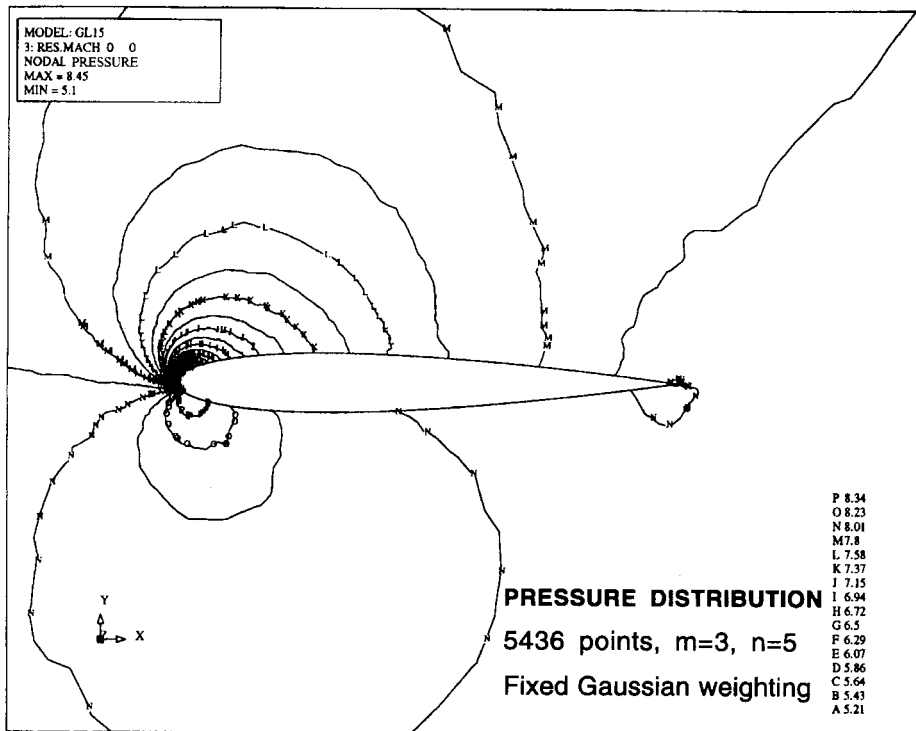 MODEL: GL15
3: RES.MACH 0 0
NODAL PRESSURE
MAX = 8.45
MIN = 5.1
P 8.34
O 8.23
N 8.01
M 7.8
L 7.58
K 7.37
I 7.15
I 6.94
H 6.72
G 6.5
F 6.29
E 6.07
D 5.86
C 5.64
B 5.43
A 5.21
Y
Z X
PRESSURE DISTRIBUTION
5436 points, m=3, n=5
Fixed Gaussian weighting